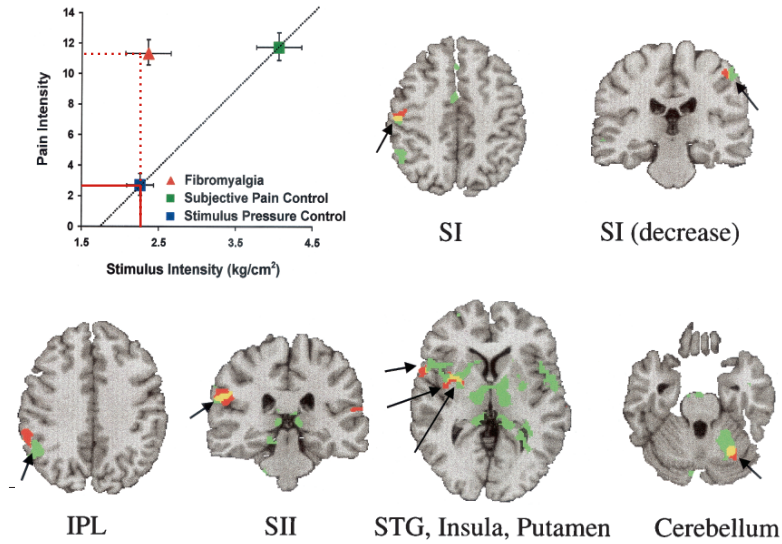 14
12
10
8
6
4
2
0
Pain Intensity
Fibromyalgia
Subjective Pain Control
Stimulus Pressure Control
1.5 2.5 3.5 4.5
Stimulus Intensity (kg/cm²)
SI
SI (decrease)
IPL
SII
STG, Insula, Putamen
Cerebellum